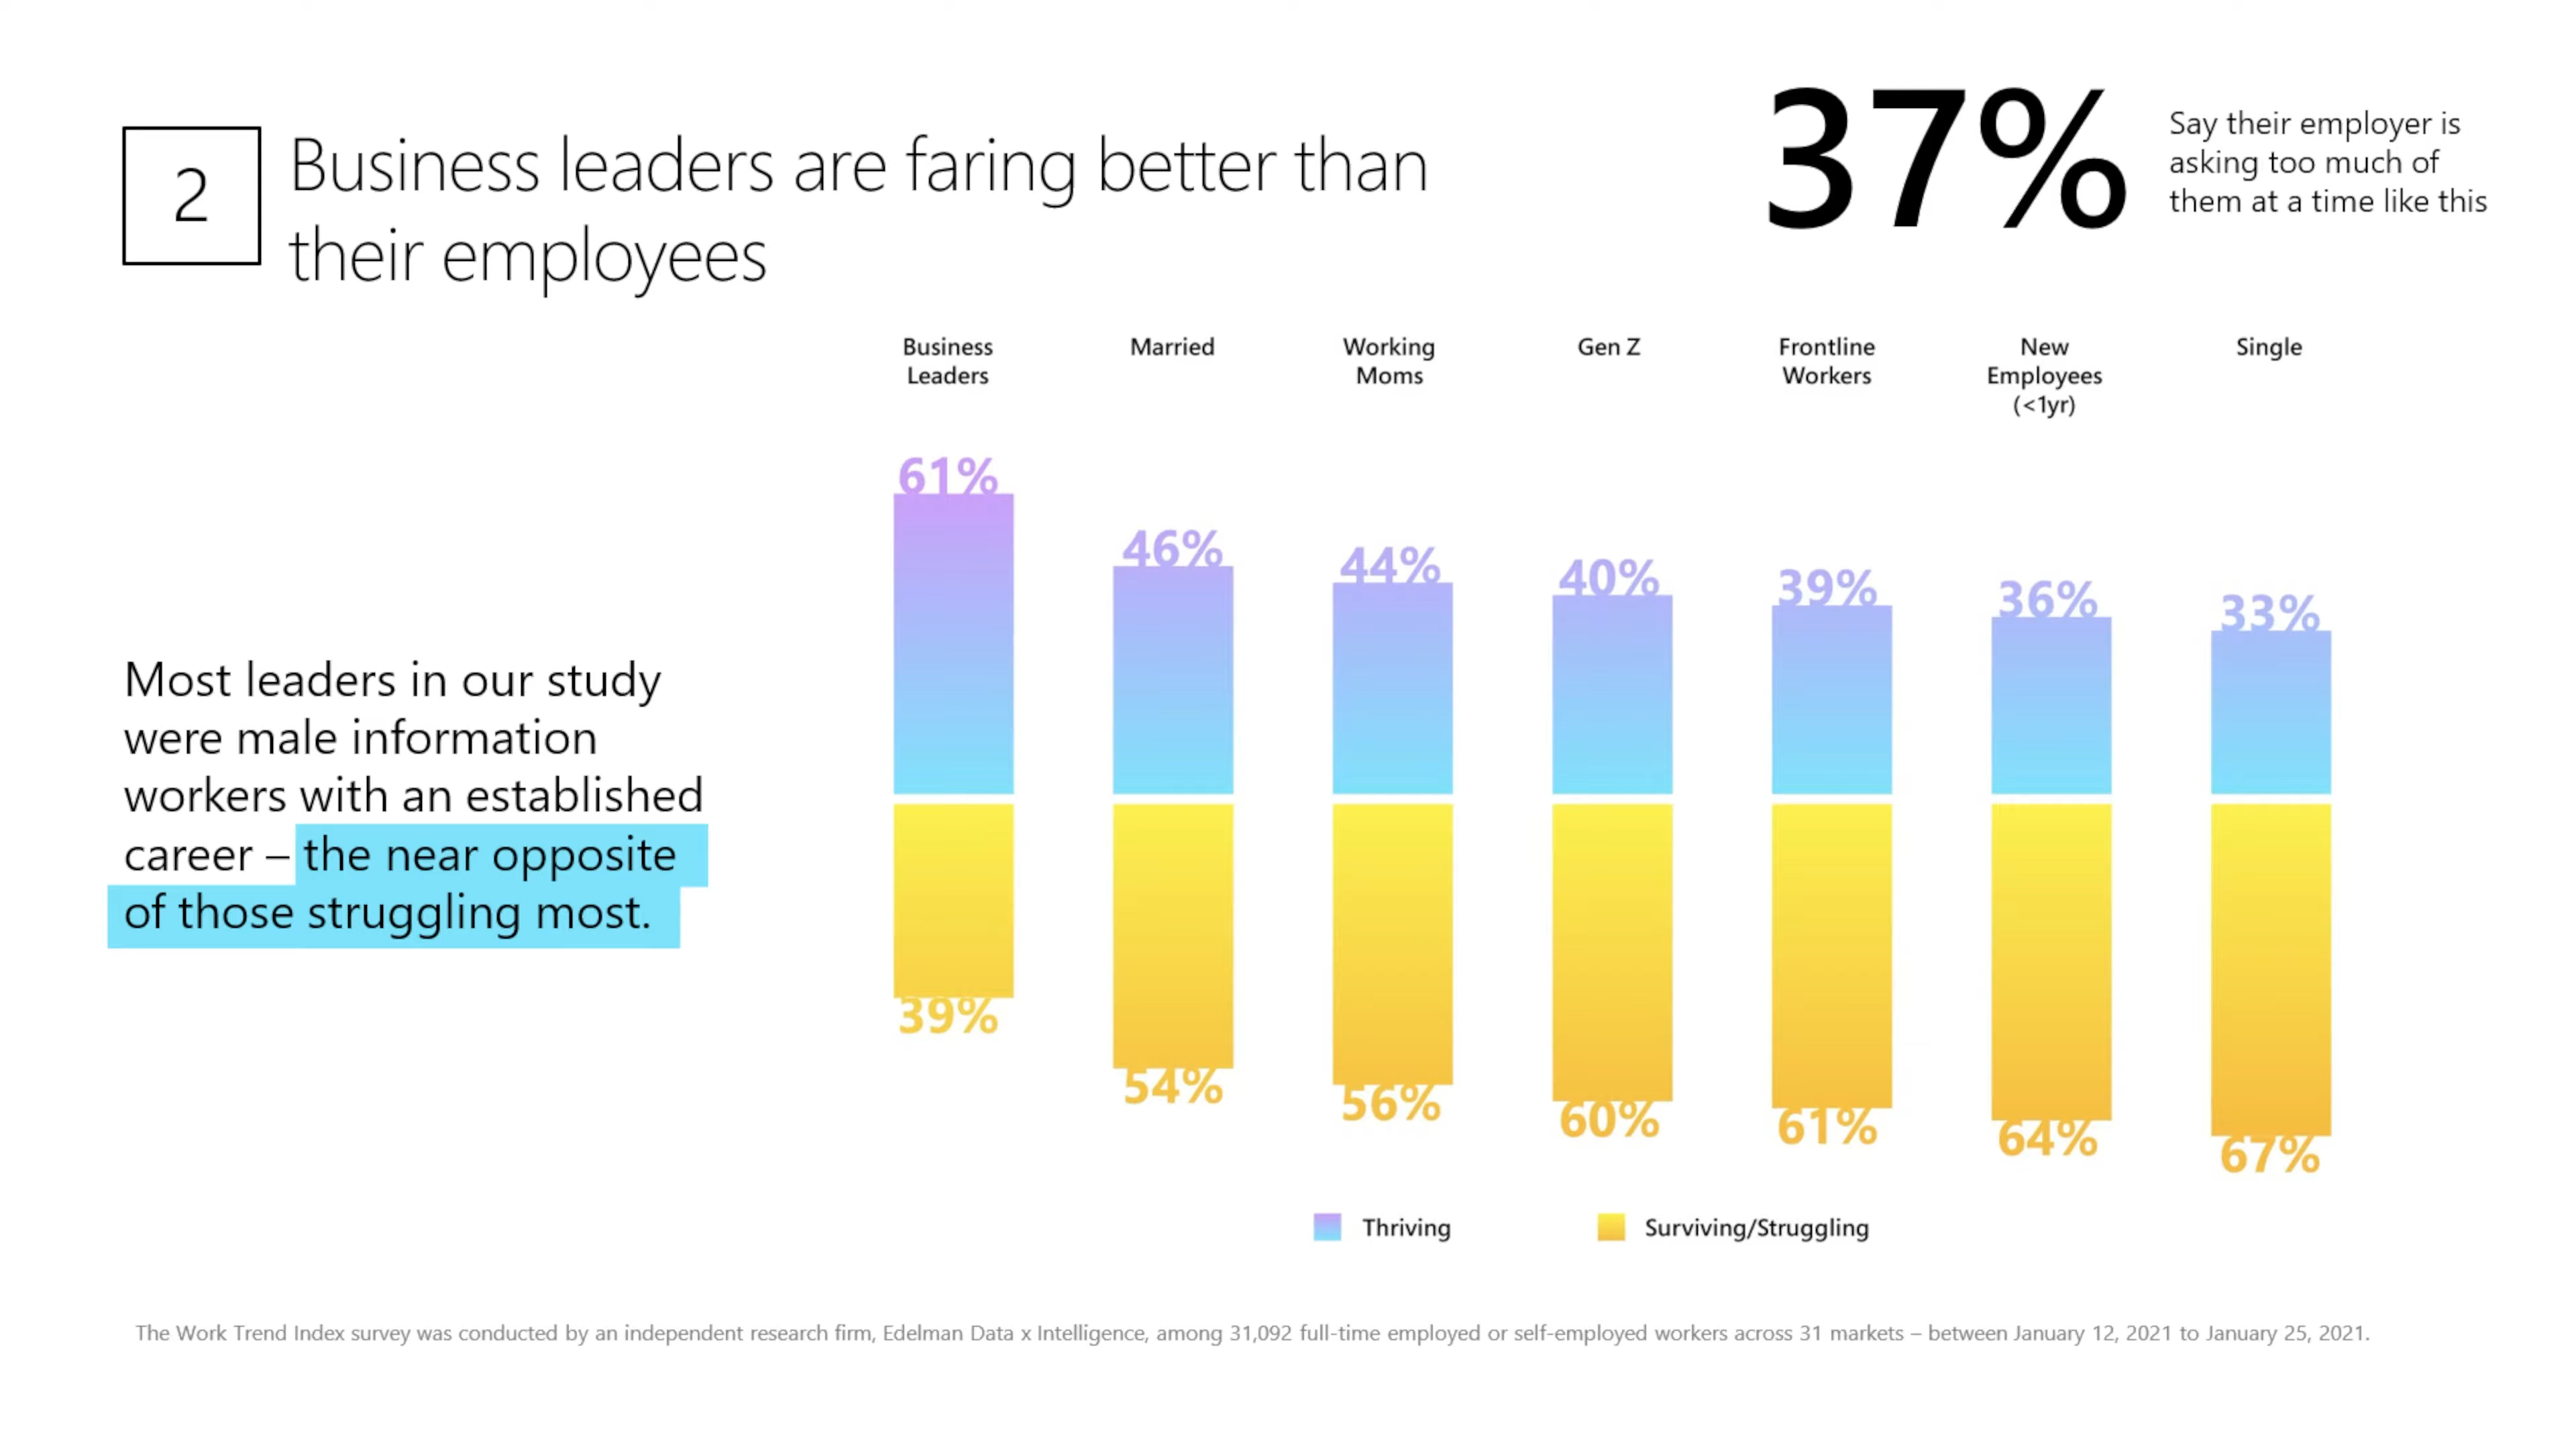 2
Business leaders are faring better than
their employees
37%
Say their employer is
asking too much of
them at a time like this
Business
Leaders
Married
Working
Moms
Gen Z
Frontline
Workers
New
Employees
(<1yr)
Single
61%
46%
44%
40%
39%
36%
33%
Most leaders in our study
were male information
workers with an established
career – the near opposite
of those struggling most.
39%
54%
56%
60%
61%
64%
67%
Thriving
Surviving/Struggling
The Work Trend Index survey was conducted by an independent research firm, Edelman Data x Intelligence, among 31,092 full-time employed or self-employed workers across 31 markets – between January 12, 2021 to January 25, 2021.